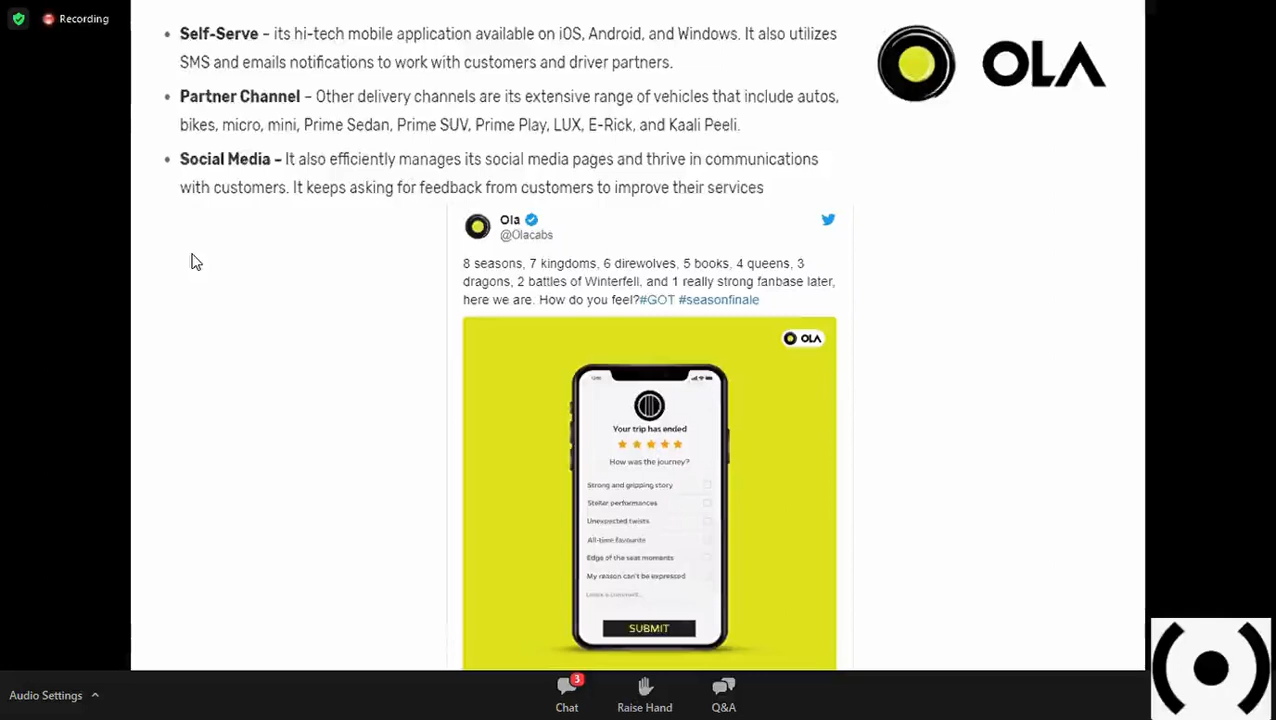 Recording
• Self-Serve – its hi-tech mobile application available on iOS, Android, and Windows. It also utilizes
SMS and emails notifications to work with customers and driver partners.
• Partner Channel – Other delivery channels are its extensive range of vehicles that include autos,
bikes, micro, mini, Prime Sedan, Prime SUV, Prime Play, LUX, E-Rick, and Kaali Peeli.
• Social Media – It also efficiently manages its social media pages and thrive in communications
with customers. It keeps asking for feedback from customers to improve their services
OLA
Ola
@Olacabs
8 seasons, 7 kingdoms, 6 direwolves, 5 books, 4 queens, 3
dragons, 2 battles of Winterfell, and 1 really strong fanbase later,
here we are. How do you feel?#GOT #seasonfinale
OLA
Your trip has ended
How was the journey?
Strong and gripping story
Stellar performances
Unexpected twists
All-time favourite
Edge of the seat moments
My reason can't be expressed
Leave a comment...
SUBMIT
Audio Settings
3
Chat
Raise Hand
Q&A